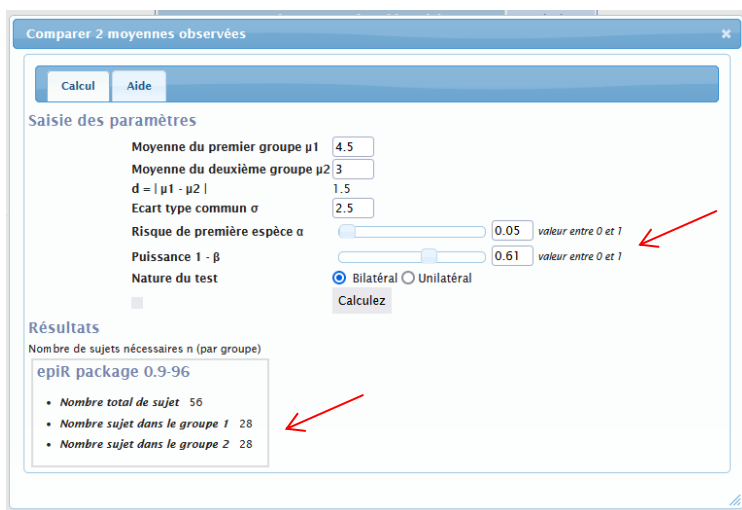 Comparer 2 moyennes observées
Calcul Aide
Saisie des paramètres
Moyenne du premier groupe µ1 4.5
Moyenne du deuxième groupe µ2 3
d = | µ1 - µ2 | 1.5
Ecart type commun σ 2.5
Risque de première espèce α 0.05 valeur entre 0 et 1
Puissance 1 - β 0.61 valeur entre 0 et 1
Nature du test Bilatéral Unilatéral
Calculez
Résultats
Nombre de sujets nécessaires n (par groupe)
epiR package 0.9-96
• Nombre total de sujet 56
• Nombre sujet dans le groupe 1 28
• Nombre sujet dans le groupe 2 28